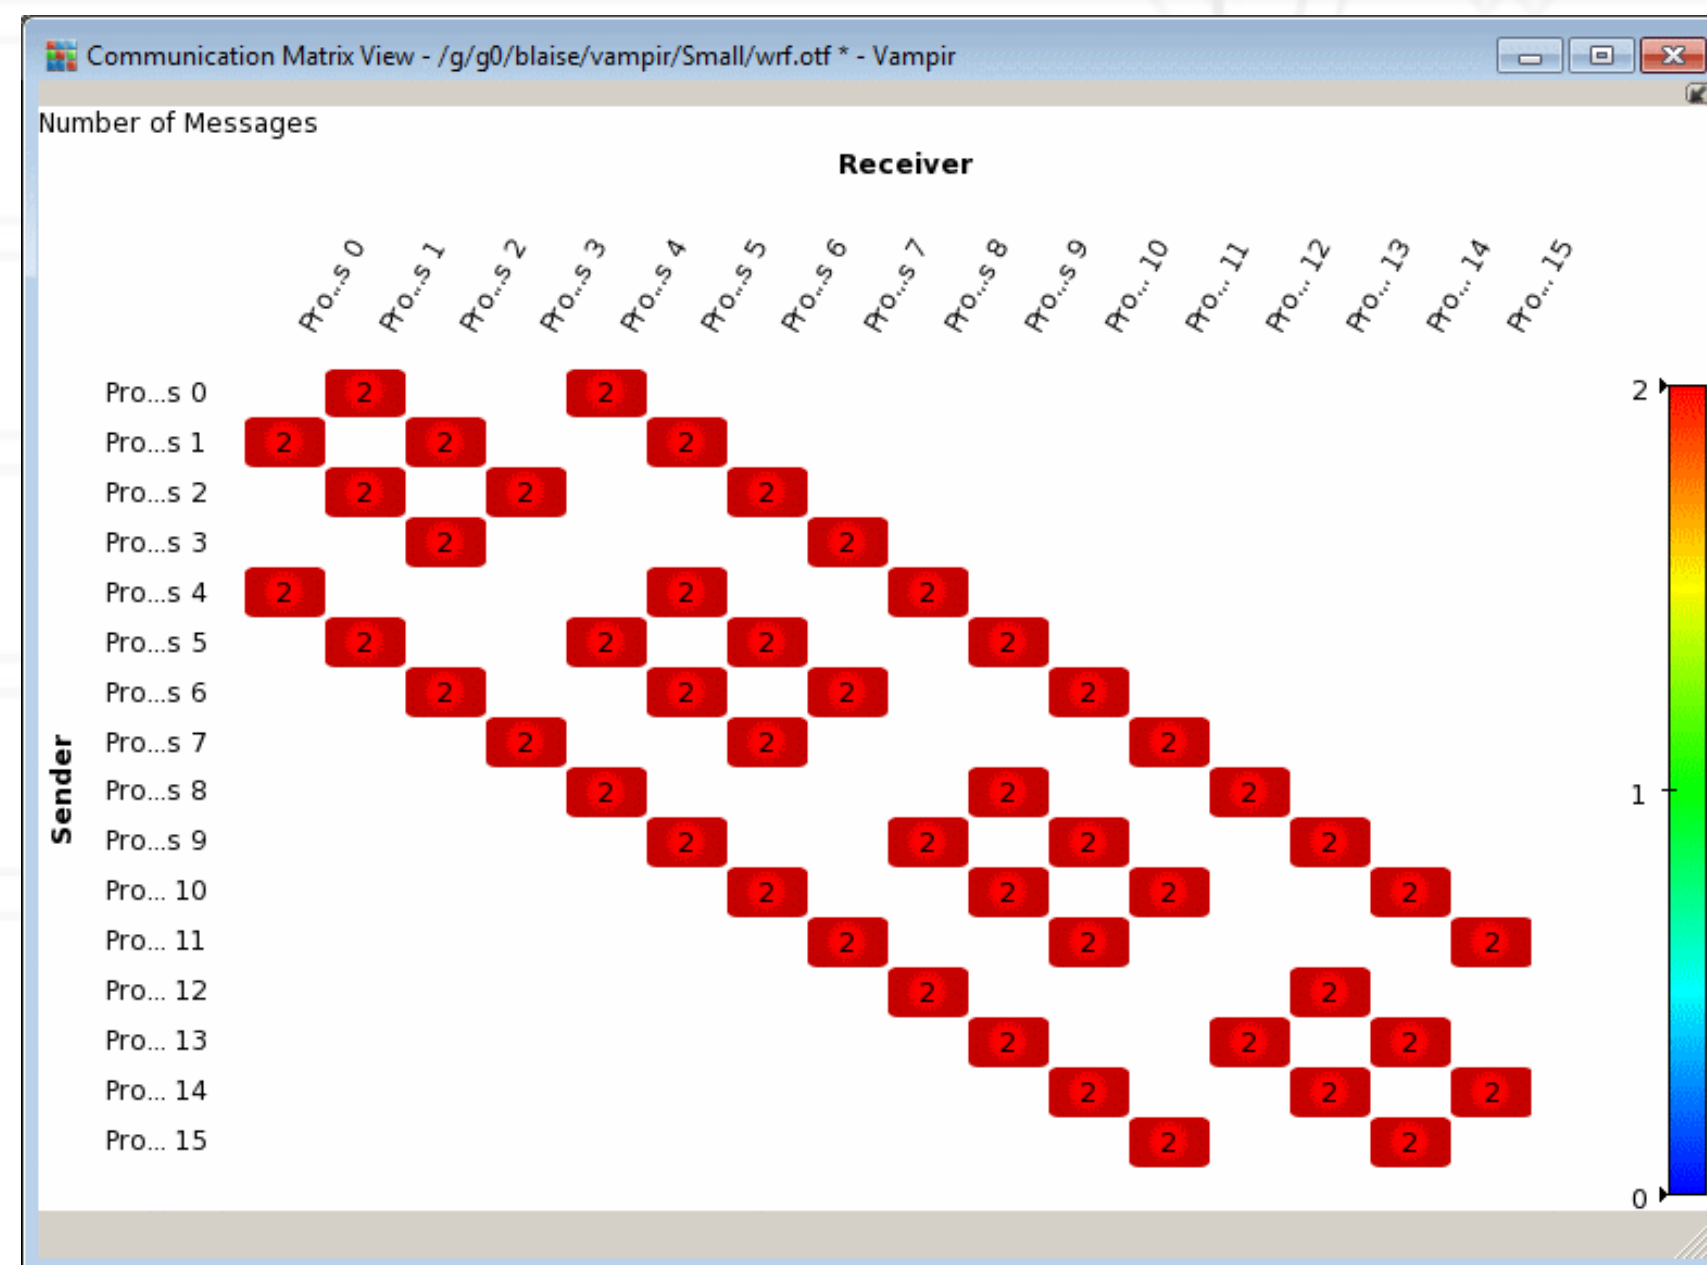 Communication Matrix View - /g/g0/blaise/vampir/Small/wrf.otf * - Vampir
Number of Messages
Receiver
Pro...s 0 Pro...s 1 Pro...s 2 Pro...s 3 Pro...s 4 Pro...s 5 Pro...s 6 Pro...s 7 Pro...s 8 Pro...s 9 Pro... 10 Pro... 11 Pro... 12 Pro... 13 Pro... 14 Pro... 15
Sender
Pro...s 0 2 2
Pro...s 1 2 2 2
Pro...s 2 2 2 2
Pro...s 3 2 2
Pro...s 4 2 2 2
Pro...s 5 2 2 2 2
Pro...s 6 2 2 2 2
Pro...s 7 2 2 2
Pro...s 8 2 2 2
Pro...s 9 2 2 2 2
Pro... 10 2 2 2 2
Pro... 11 2 2 2
Pro... 12 2 2
Pro... 13 2 2 2
Pro... 14 2 2 2
Pro... 15 2 2
2
1
0